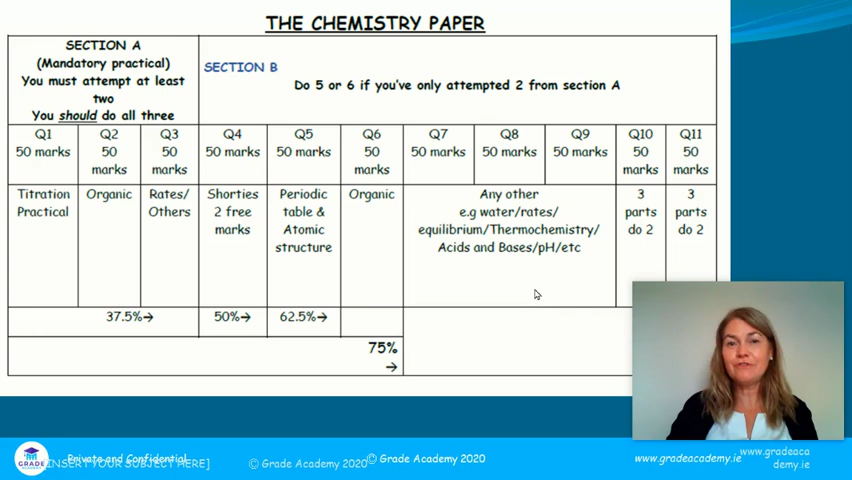 THE CHEMISTRY PAPER
SECTION A
(Mandatory practical)
You must attempt at least
two
You should do all three
SECTION B
Do 5 or 6 if you've only attempted 2 from section A
Q1
50 marks
Q2
50
marks
Q3
50
marks
Q4
50 marks
Q5
50 marks
Q6
50
marks
Q7
50 marks
Q8
50 marks
Q9
50 marks
Q10
50
marks
Q11
50
marks
Titration
Practical
Organic
Rates/
Others
Shorties
2 free
marks
Periodic
table &
Atomic
structure
Organic
Any other
e.g water/rates/
equilibrium/Thermochemistry/
Acids and Bases/pH/etc
3
parts
do 2
3
parts
do 2
37.5%→
50%→
62.5%→
75%
→
GRADE
ACADEMY
Private and Confidential
[INSERT YOUR SUBJECT HERE]
© Grade Academy 2020
© Grade Academy 2020
www.gradeacademy.ie
www.gradeaca
demy.ie